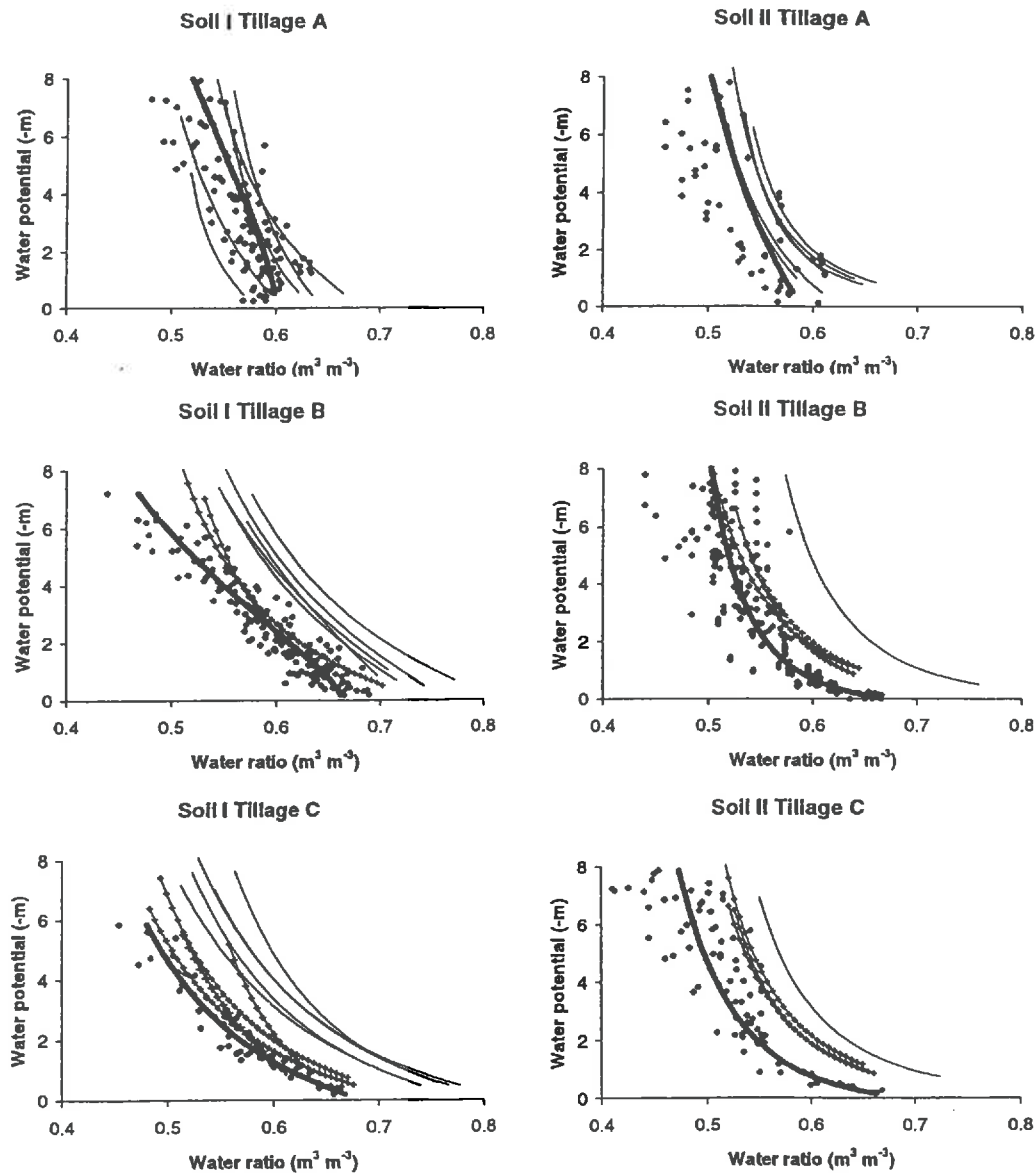 Soil I Tillage A
Soil II Tillage A
8
6
4
2
0
Water potential (-m)
0.4 0.5 0.6 0.7 0.8
Water ratio (m³ m⁻³)
8
6
4
2
0
Water potential (-m)
0.4 0.5 0.6 0.7 0.8
Water ratio (m³ m⁻³)
Soil I Tillage B
Soil II Tillage B
8
6
4
2
0
Water potential (-m)
0.4 0.5 0.6 0.7 0.8
Water ratio (m³ m⁻³)
8
6
4
2
0
Water potential (-m)
0.4 0.5 0.6 0.7 0.8
Water ratio (m³ m⁻³)
Soil I Tillage C
Soil II Tillage C
8
6
4
2
0
Water potential (-m)
0.4 0.5 0.6 0.7 0.8
Water ratio (m³ m⁻³)
8
6
4
2
0
Water potential (-m)
0.4 0.5 0.6 0.7 0.8
Water ratio (m³ m⁻³)